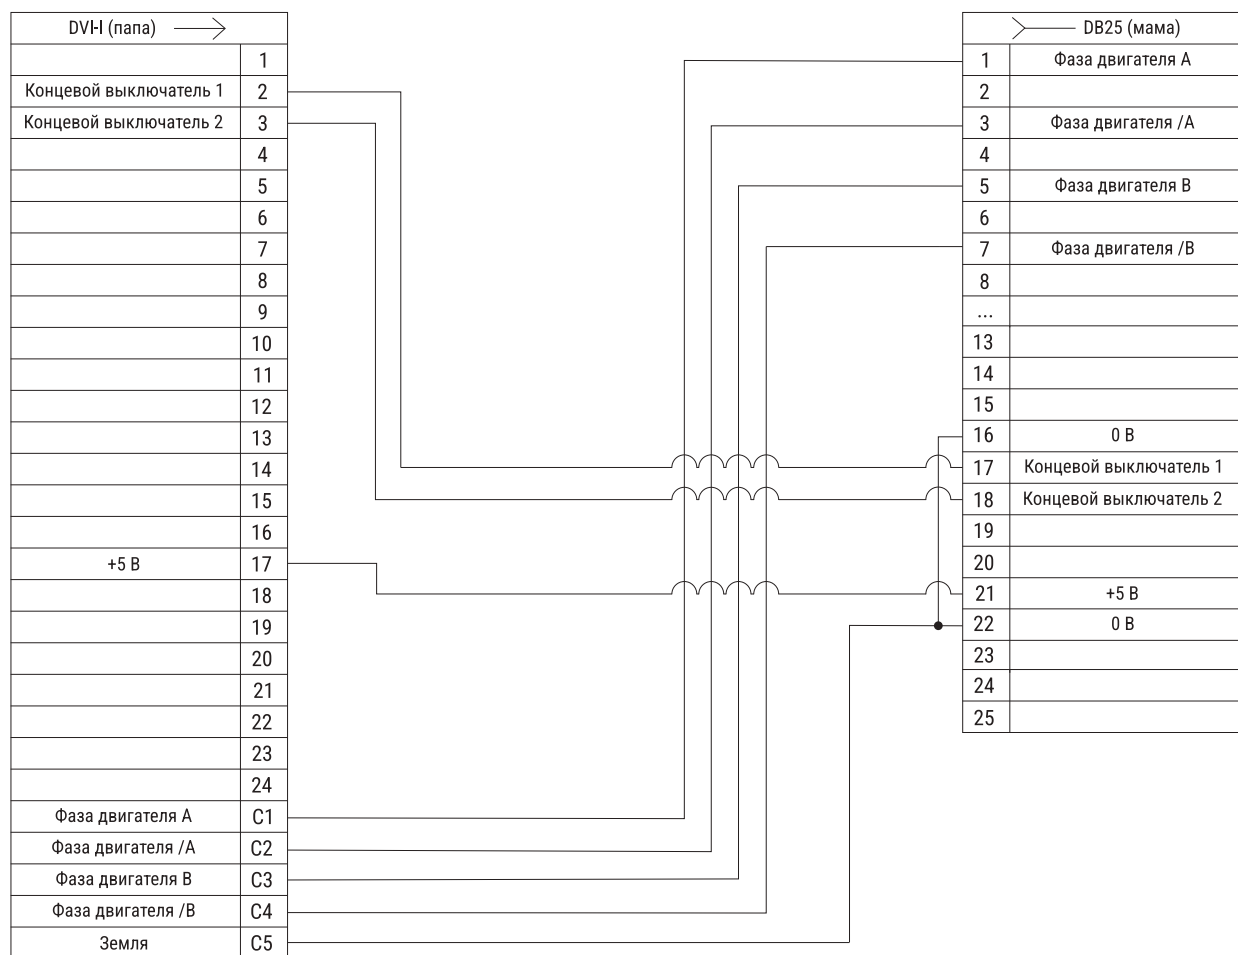 DVI-I (папа)
1
Концевой выключатель 1 2
Концевой выключатель 2 3
4
5
6
7
8
9
10
11
12
13
14
15
16
+5 В 17
18
19
20
21
22
23
24
Фаза двигателя А C1
Фаза двигателя /А C2
Фаза двигателя В C3
Фаза двигателя /В C4
Земля C5
DB25 (мама)
1 Фаза двигателя А
2
3 Фаза двигателя /А
4
5 Фаза двигателя В
6
7 Фаза двигателя /В
8
...
13
14
15
16 0 В
17 Концевой выключатель 1
18 Концевой выключатель 2
19
20
21 +5 В
22 0 В
23
24
25